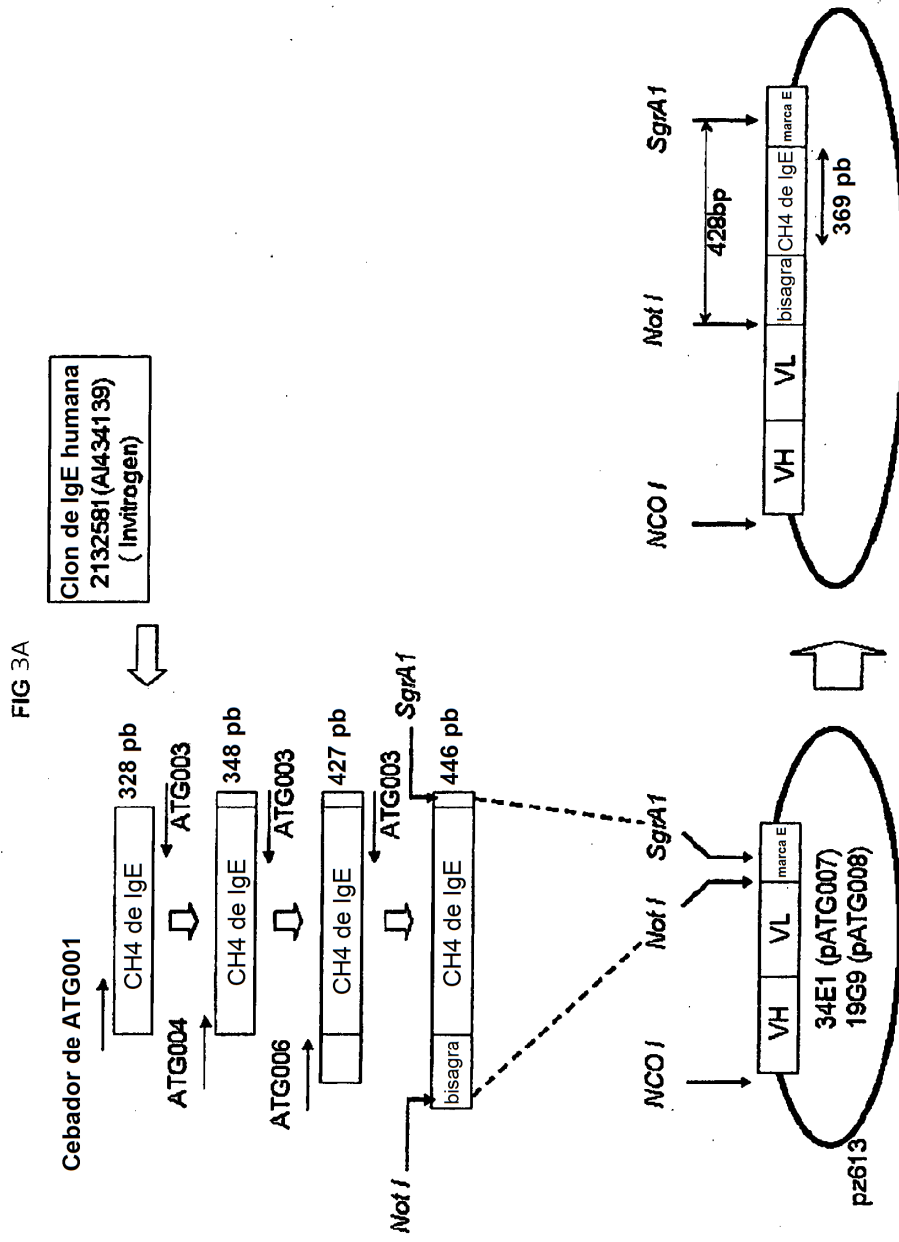 FIG 3A
Clon de IgE humana
2132581(AI434139)
( Invitrogen)
Cebador de ATG001
CH4 de IgE
328 pb
ATG003
ATG004
CH4 de IgE
348 pb
ATG003
ATG006
CH4 de IgE
427 pb
ATG003
SgrA1
Not I
bisagra
CH4 de IgE
446 pb
NCO I
Not I
SgrA1
VH
VL
marca E
34E1 (pATG007)
19G9 (pATG008)
pz613
NCO I
Not I
SgrA1
428bp
VH
VL
bisagra
CH4 de IgE
marca E
369 pb